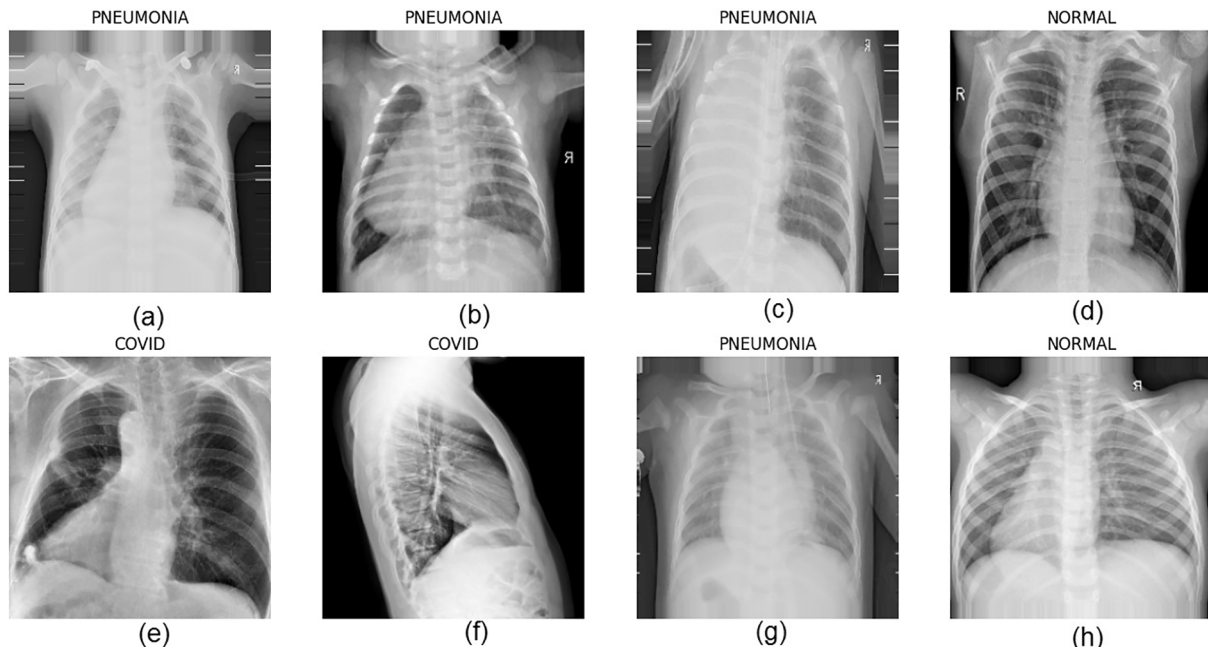 PNEUMONIA PNEUMONIA PNEUMONIA NORMAL
R R R R
(a) (b) (c) (d)
COVID COVID PNEUMONIA NORMAL
R R
(e) (f) (g) (h)